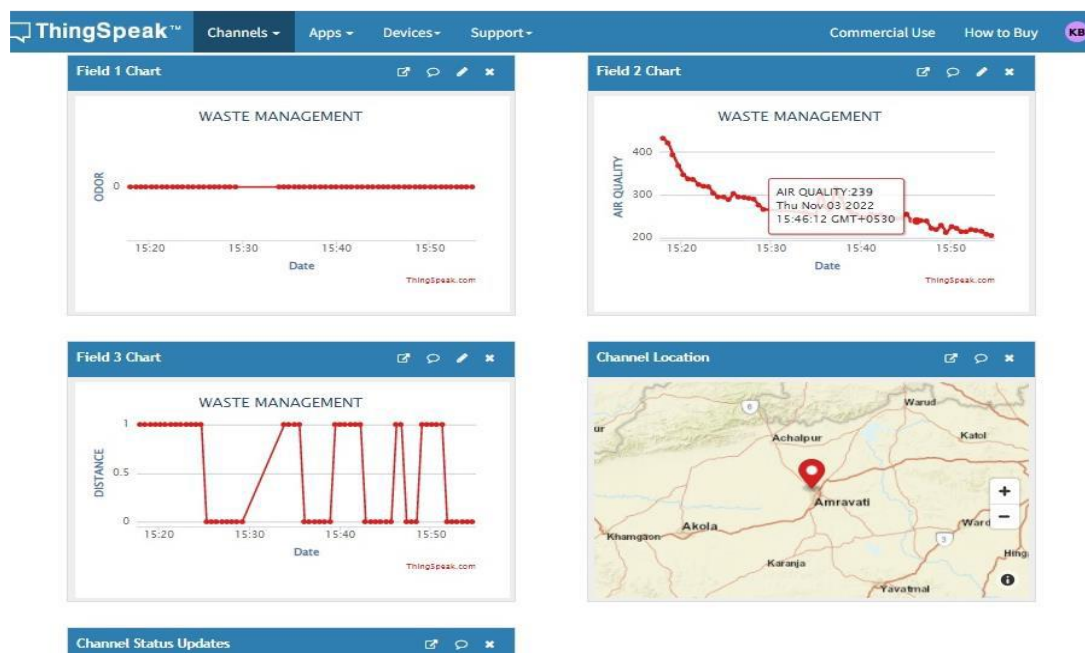 ThingSpeak™ Channels Apps Devices Support Commercial Use How to Buy KB
Field 1 Chart
WASTE MANAGEMENT
ODOR
0
15:20 15:30 15:40 15:50
Date
ThingSpeak.com
Field 2 Chart
WASTE MANAGEMENT
AIR QUALITY
400
300
200
AIR QUALITY:239
Thu Nov 03 2022
15:46:12 GMT+0530
15:20 15:30 15:40 15:50
Date
ThingSpeak.com
Field 3 Chart
WASTE MANAGEMENT
DISTANCE
1
0.5
0
15:20 15:30 15:40 15:50
Date
ThingSpeak.com
Channel Location
6
Warud
ur
Achalpur
Katol
Amravati
+
−
Akola
Ward
Khamgaon
3
Hing
Karanja
Yavatmal
Channel Status Updates